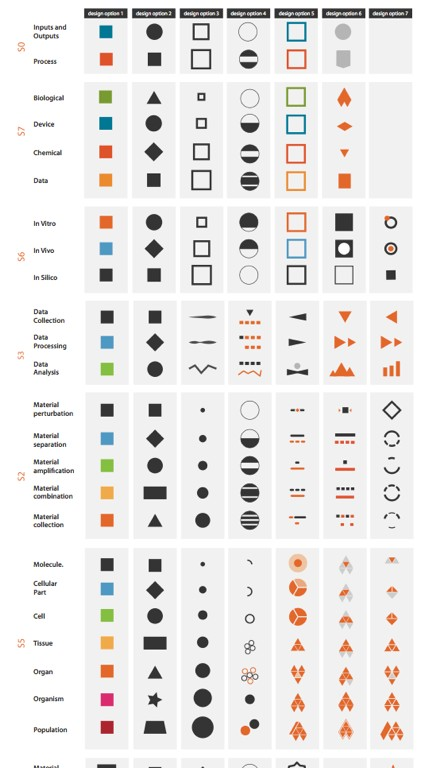 design option 1 design option 2 design option 3 design option 4 design option 5 design option 6 design option 7
S0
Inputs and
Outputs
Process
S7
Biological
Device
Chemical
Data
S6
In Vitro
In Vivo
In Silico
S3
Data
Collection
Data
Processing
Data
Analysis
S2
Material
perturbation
Material
separation
Material
amplification
Material
combination
Material
collection
S5
Molecule.
Cellular
Part
Cell
Tissue
Organ
Organism
Population
Material